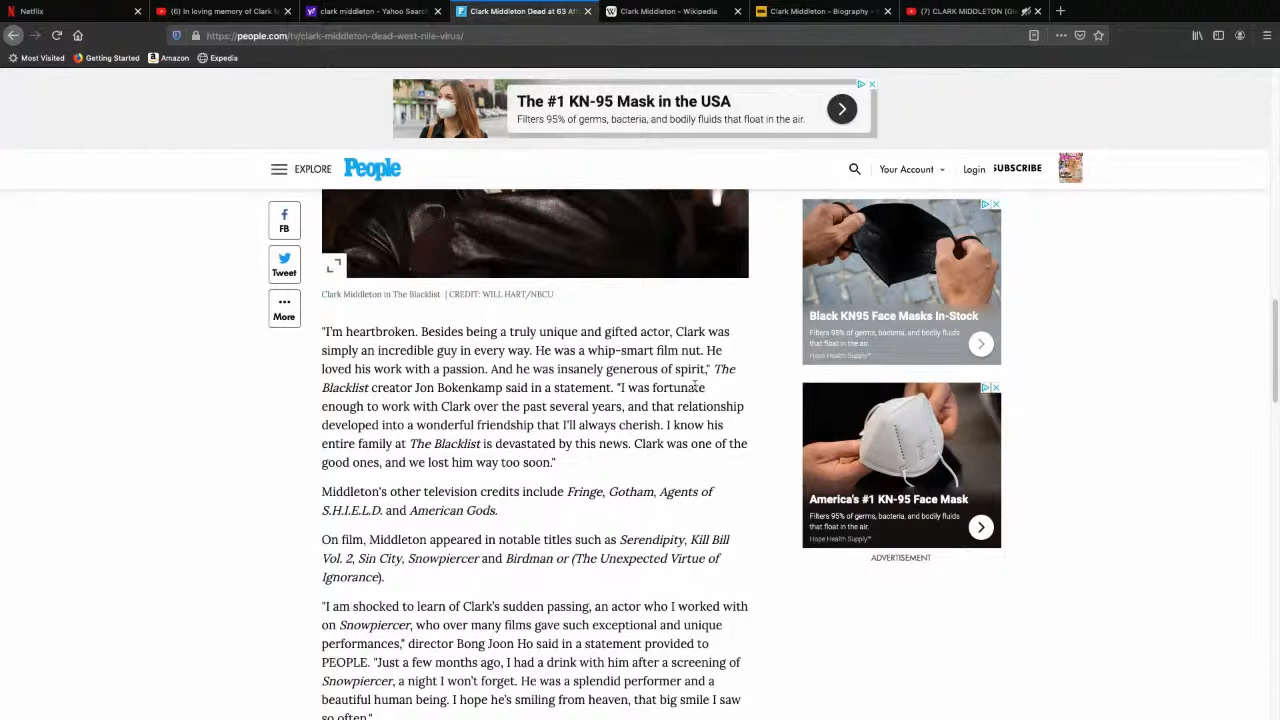 Netflix
(6) In loving memory of Clark M
clark middleton - Yahoo Search
Clark Middleton Dead at 63 Aft
Clark Middleton - Wikipedia
Clark Middleton - Biography -
(7) CLARK MIDDLETON (Gin
https://people.com/tv/clark-middleton-dead-west-nile-virus/
Most Visited
Getting Started
Amazon
Expedia
The #1 KN-95 Mask in the USA
Filters 95% of germs, bacteria, and bodily fluids that float in the air.
EXPLORE
People
Your Account
Login
SUBSCRIBE
FB
Tweet
More
Clark Middleton in The Blacklist | CREDIT: WILL HART/NBCU
"I'm heartbroken. Besides being a truly unique and gifted actor, Clark was
simply an incredible guy in every way. He was a whip-smart film nut. He
loved his work with a passion. And he was insanely generous of spirit," The
Blacklist creator Jon Bokenkamp said in a statement. "I was fortunate
enough to work with Clark over the past several years, and that relationship
developed into a wonderful friendship that I'll always cherish. I know his
entire family at The Blacklist is devastated by this news. Clark was one of the
good ones, and we lost him way too soon."
Middleton's other television credits include Fringe, Gotham, Agents of
S.H.I.E.L.D. and American Gods.
On film, Middleton appeared in notable titles such as Serendipity, Kill Bill
Vol. 2, Sin City, Snowpiercer and Birdman or (The Unexpected Virtue of
Ignorance).
"I am shocked to learn of Clark's sudden passing, an actor who I worked with
on Snowpiercer, who over many films gave such exceptional and unique
performances," director Bong Joon Ho said in a statement provided to
PEOPLE. "Just a few months ago, I had a drink with him after a screening of
Snowpiercer, a night I won't forget. He was a splendid performer and a
beautiful human being. I hope he's smiling from heaven, that big smile I saw
so often."
Black KN95 Face Masks In-Stock
Filters 95% of germs, bacteria, and bodily fluids
that float in the air.
Hope Health Supply™
America's #1 KN-95 Face Mask
Filters 95% of germs, bacteria, and bodily fluids
that float in the air.
Hope Health Supply™
ADVERTISEMENT